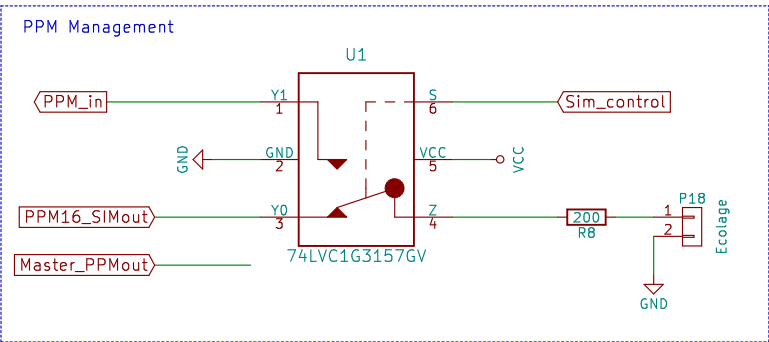 PPM Management
U1
PPM_in
Y1
1
S
6
Sim_control
GND
GND
2
VCC
5
VCC
PPM16_SIMout
Y0
3
Z
4
200
R8
P18
1
2
Ecolage
74LVC1G3157GV
Master_PPMout
GND